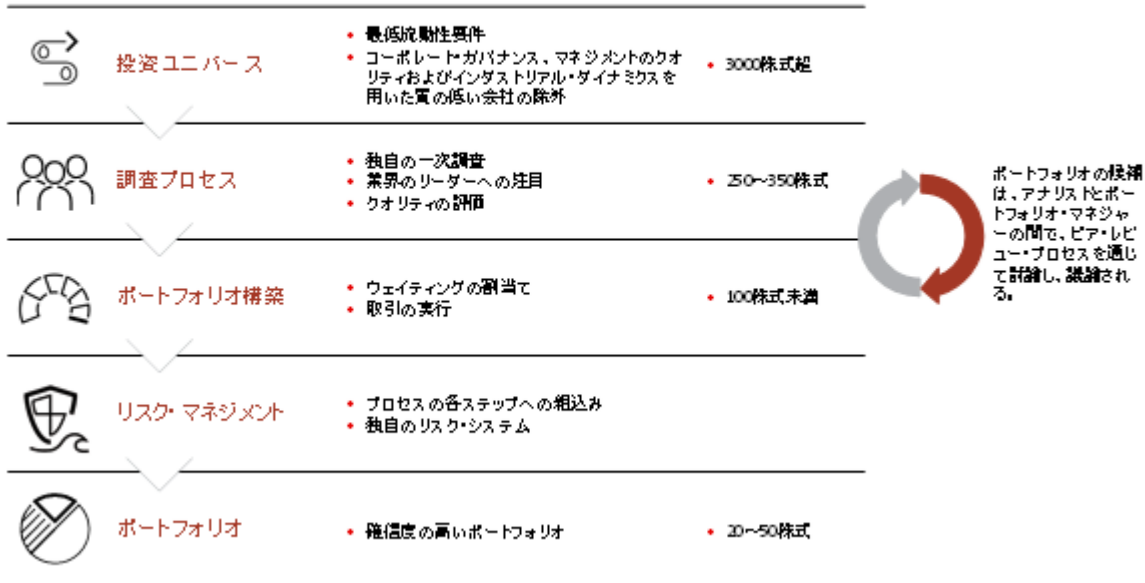 投資ユニバース
• 最低流動性要件
• コーポレート・ガバナンス、マネジメントのクオ
リティおよびインダストリアル・ダイナミクスを
用いた質の低い会社の除外
• 3000株式超
調査プロセス
• 独自の一次調査
• 業界のリーダーへの注目
• クオリティの評価
• 250~350株式
ポートフォリオの候補
は、アナリストとポー
トフォリオ・マネジャ
ーの間で、ピア・レビ
ュー・プロセスを通じ
て討論し、議論され
る。
ポートフォリオ構築
• ウェイティングの割当て
• 取引の実行
• 100株式未満
リスク・マネジメント
• プロセスの各ステップへの組込み
• 独自のリスク・システム
ポートフォリオ
• 確信度の高いポートフォリオ
• 20~50株式